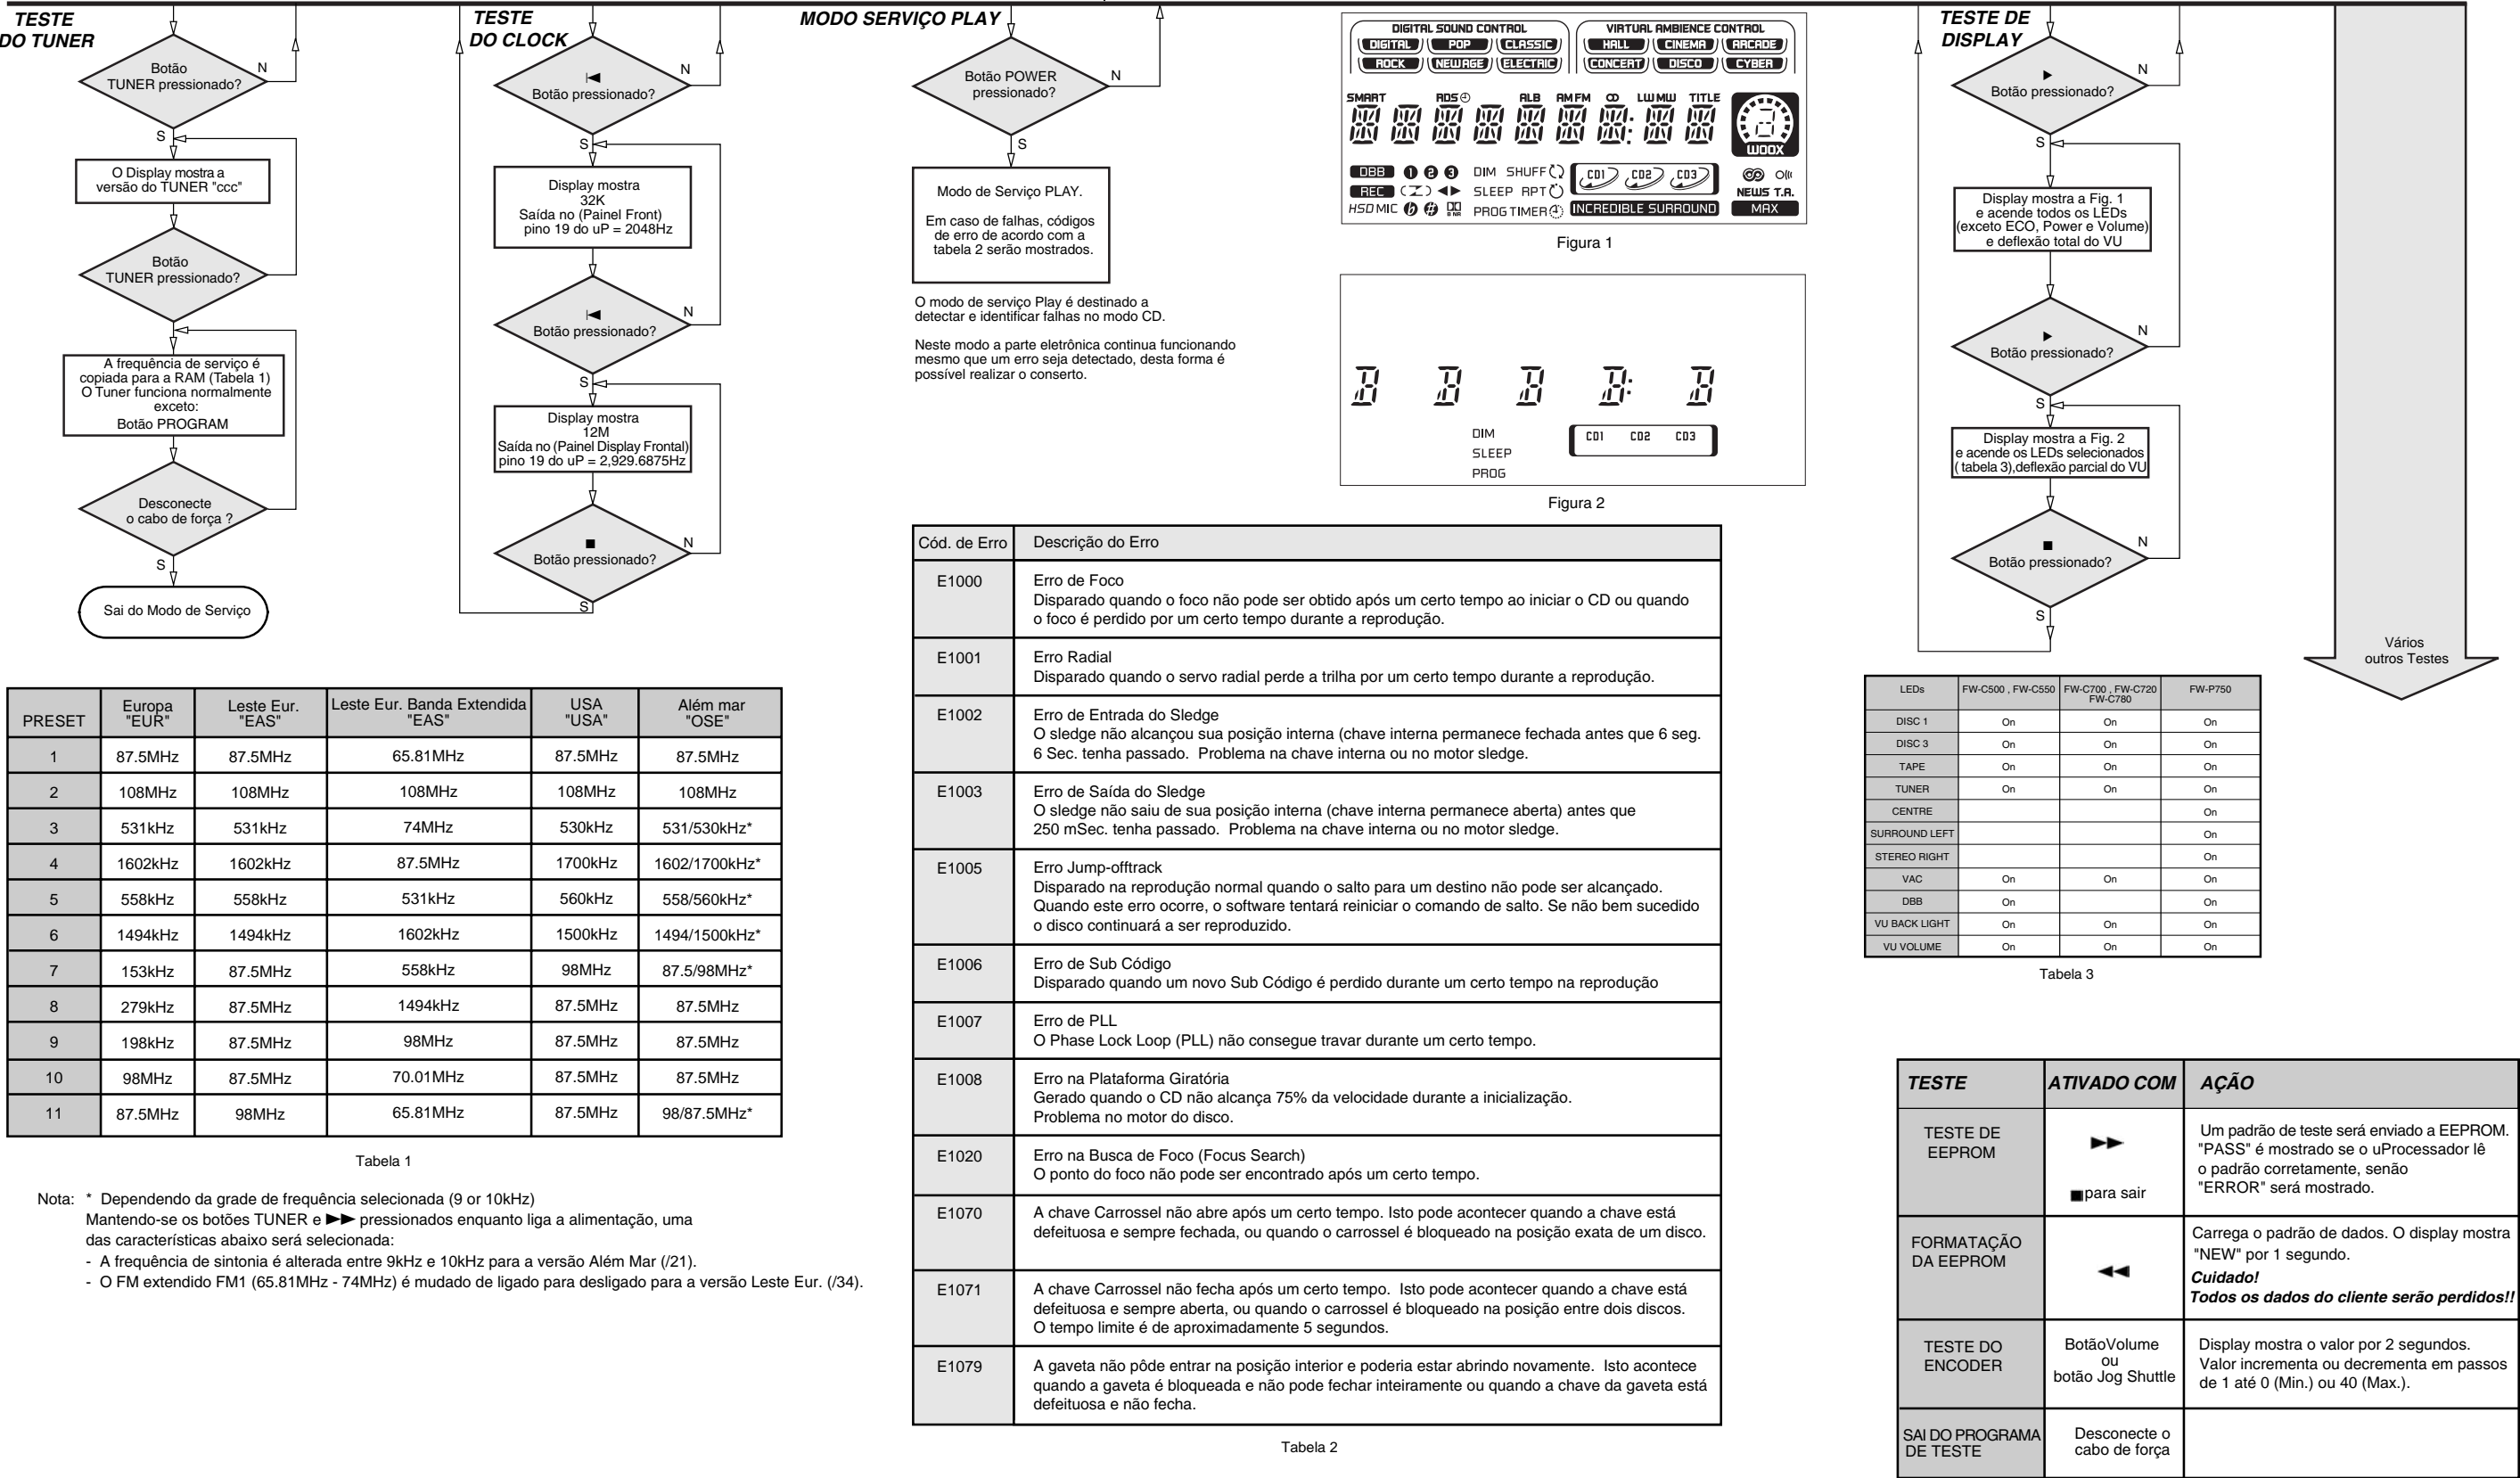 TESTE
DO TUNER
Botão
TUNER pressionado?
N
S
O Display mostra a
versão do TUNER "ccc"
Botão
TUNER pressionado?
A frequência de serviço é
copiada para a RAM (Tabela 1)
O Tuner funciona normalmente
exceto:
Botão PROGRAM
Desconecte
o cabo de força ?
S
Sai do Modo de Serviço
TESTE
DO CLOCK
Botão pressionado?
N
S
Display mostra
32K
Saída no (Painel Front)
pino 19 do uP = 2048Hz
Botão pressionado?
N
S
Display mostra
12M
Saída no (Painel Display Frontal)
pino 19 do uP = 2,929.6875Hz
■
Botão pressionado?
N
S
MODO SERVIÇO PLAY
Botão POWER
pressionado?
N
S
Modo de Serviço PLAY.
Em caso de falhas, códigos
de erro de acordo com a
tabela 2 serão mostrados.
O modo de serviço Play é destinado a
detectar e identificar falhas no modo CD.
Neste modo a parte eletrônica continua funcionando
mesmo que um erro seja detectado, desta forma é
possível realizar o conserto.
DIGITAL SOUND CONTROL VIRTUAL AMBIENCE CONTROL
DIGITAL POP CLASSIC HALL CINEMA ARCADE
ROCK NEW AGE ELECTRIC CONCERT DISCO CYBER
SMART RDS ALB AM FM LW MW TITLE
WOOX
DBB 1 2 3 DIM SHUFF CD1 CD2 CD3
REC SLEEP RPT NEWS T.A.
HSD MIC PROG TIMER INCREDIBLE SURROUND MAX
Figura 1
DIM CD1 CD2 CD3
SLEEP
PROG
Figura 2
TESTE DE
DISPLAY
▶
Botão pressionado?
N
S
Display mostra a Fig. 1
e acende todos os LEDs
(exceto ECO, Power e Volume)
e deflexão total do VU
▶
Botão pressionado?
N
S
Display mostra a Fig. 2
e acende os LEDs selecionados
( tabela 3),deflexão parcial do VU
■
Botão pressionado?
N
S
Vários
outros Testes
PRESET Europa "EUR" Leste Eur. "EAS" Leste Eur. Banda Extendida "EAS" USA "USA" Além mar "OSE"
1 87.5MHz 87.5MHz 65.81MHz 87.5MHz 87.5MHz
2 108MHz 108MHz 108MHz 108MHz 108MHz
3 531kHz 531kHz 74MHz 530kHz 531/530kHz*
4 1602kHz 1602kHz 87.5MHz 1700kHz 1602/1700kHz*
5 558kHz 558kHz 531kHz 560kHz 558/560kHz*
6 1494kHz 1494kHz 1602kHz 1500kHz 1494/1500kHz*
7 153kHz 87.5MHz 558kHz 98MHz 87.5/98MHz*
8 279kHz 87.5MHz 1494kHz 87.5MHz 87.5MHz
9 198kHz 87.5MHz 98MHz 87.5MHz 87.5MHz
10 98MHz 87.5MHz 70.01MHz 87.5MHz 87.5MHz
11 87.5MHz 98MHz 65.81MHz 87.5MHz 98/87.5MHz*
Tabela 1
Nota: * Dependendo da grade de frequência selecionada (9 or 10kHz)
Mantendo-se os botões TUNER e ▶▶ pressionados enquanto liga a alimentação, uma
das características abaixo será selecionada:
- A frequência de sintonia é alterada entre 9kHz e 10kHz para a versão Além Mar (/21).
- O FM extendido FM1 (65.81MHz - 74MHz) é mudado de ligado para desligado para a versão Leste Eur. (/34).
Cód. de Erro Descrição do Erro
E1000 Erro de Foco
Disparado quando o foco não pode ser obtido após um certo tempo ao iniciar o CD ou quando
o foco é perdido por um certo tempo durante a reprodução.
E1001 Erro Radial
Disparado quando o servo radial perde a trilha por um certo tempo durante a reprodução.
E1002 Erro de Entrada do Sledge
O sledge não alcançou sua posição interna (chave interna permanece fechada antes que 6 seg.
6 Sec. tenha passado. Problema na chave interna ou no motor sledge.
E1003 Erro de Saída do Sledge
O sledge não saiu de sua posição interna (chave interna permanece aberta) antes que
250 mSec. tenha passado. Problema na chave interna ou no motor sledge.
E1005 Erro Jump-offtrack
Disparado na reprodução normal quando o salto para um destino não pode ser alcançado.
Quando este erro ocorre, o software tentará reiniciar o comando de salto. Se não bem sucedido
o disco continuará a ser reproduzido.
E1006 Erro de Sub Código
Disparado quando um novo Sub Código é perdido durante um certo tempo na reprodução
E1007 Erro de PLL
O Phase Lock Loop (PLL) não consegue travar durante um certo tempo.
E1008 Erro na Plataforma Giratória
Gerado quando o CD não alcança 75% da velocidade durante a inicialização.
Problema no motor do disco.
E1020 Erro na Busca de Foco (Focus Search)
O ponto do foco não pode ser encontrado após um certo tempo.
E1070 A chave Carrossel não abre após um certo tempo. Isto pode acontecer quando a chave está
defeituosa e sempre fechada, ou quando o carrossel é bloqueado na posição exata de um disco.
E1071 A chave Carrossel não fecha após um certo tempo. Isto pode acontecer quando a chave está
defeituosa e sempre aberta, ou quando o carrossel é bloqueado na posição entre dois discos.
O tempo limite é de aproximadamente 5 segundos.
E1079 A gaveta não pôde entrar na posição interior e poderia estar abrindo novamente. Isto acontece
quando a gaveta é bloqueada e não pode fechar inteiramente ou quando a chave da gaveta está
defeituosa e não fecha.
Tabela 2
LEDs FW-C500 , FW-C550 FW-C700 , FW-C720 FW-C780 FW-P750
DISC 1 On On On
DISC 3 On On On
TAPE On On On
TUNER On On On
CENTRE On
SURROUND LEFT On
STEREO RIGHT On
VAC On On On
DBB On On
VU BACK LIGHT On On On
VU VOLUME On On On
Tabela 3
TESTE ATIVADO COM AÇÃO
TESTE DE EEPROM
▶▶
■para sair
Um padrão de teste será enviado a EEPROM.
"PASS" é mostrado se o uProcessador lê
o padrão corretamente, senão
"ERROR" será mostrado.
FORMATAÇÃO
DA EEPROM
◀◀
Carrega o padrão de dados. O display mostra
"NEW" por 1 segundo.
Cuidado!
Todos os dados do cliente serão perdidos!!
TESTE DO
ENCODER
BotãoVolume
ou
botão Jog Shuttle
Display mostra o valor por 2 segundos.
Valor incrementa ou decrementa em passos
de 1 até 0 (Min.) ou 40 (Max.).
SAI DO PROGRAMA
DE TESTE
Desconecte o
cabo de força